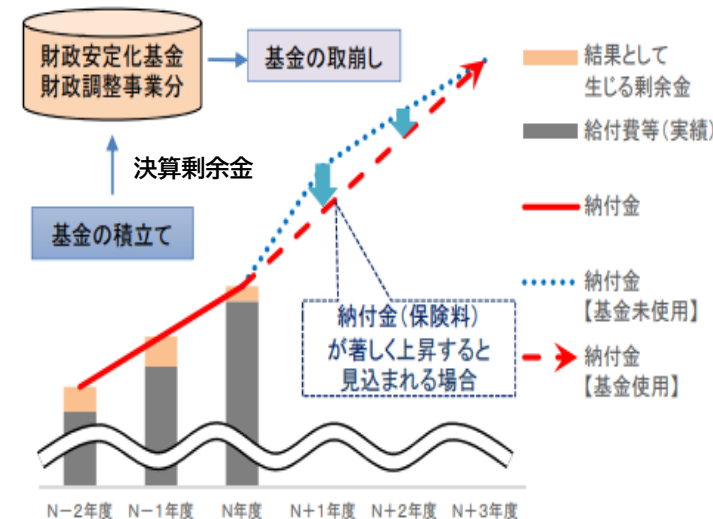 財政安定化基金
財政調整事業分
基金の取崩し
決算剰余金
基金の積立て
納付金(保険料)
が著しく上昇すると
見込まれる場合
結果として
生じる剰余金
給付費等(実績)
納付金
納付金
【基金未使用】
納付金
【基金使用】
N-2年度 N-1年度 N年度 N+1年度 N+2年度 N+3年度